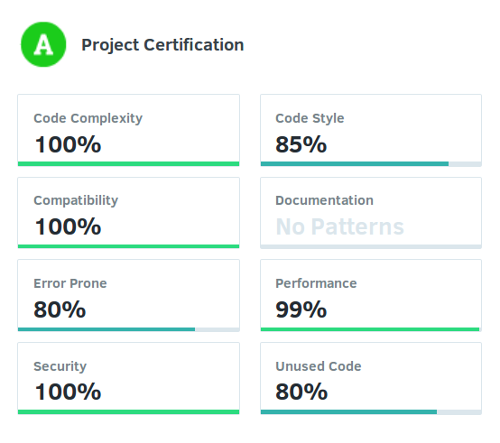 A Project Certification
Code Complexity
100%
Code Style
85%
Compatibility
100%
Documentation
No Patterns
Error Prone
80%
Performance
99%
Security
100%
Unused Code
80%